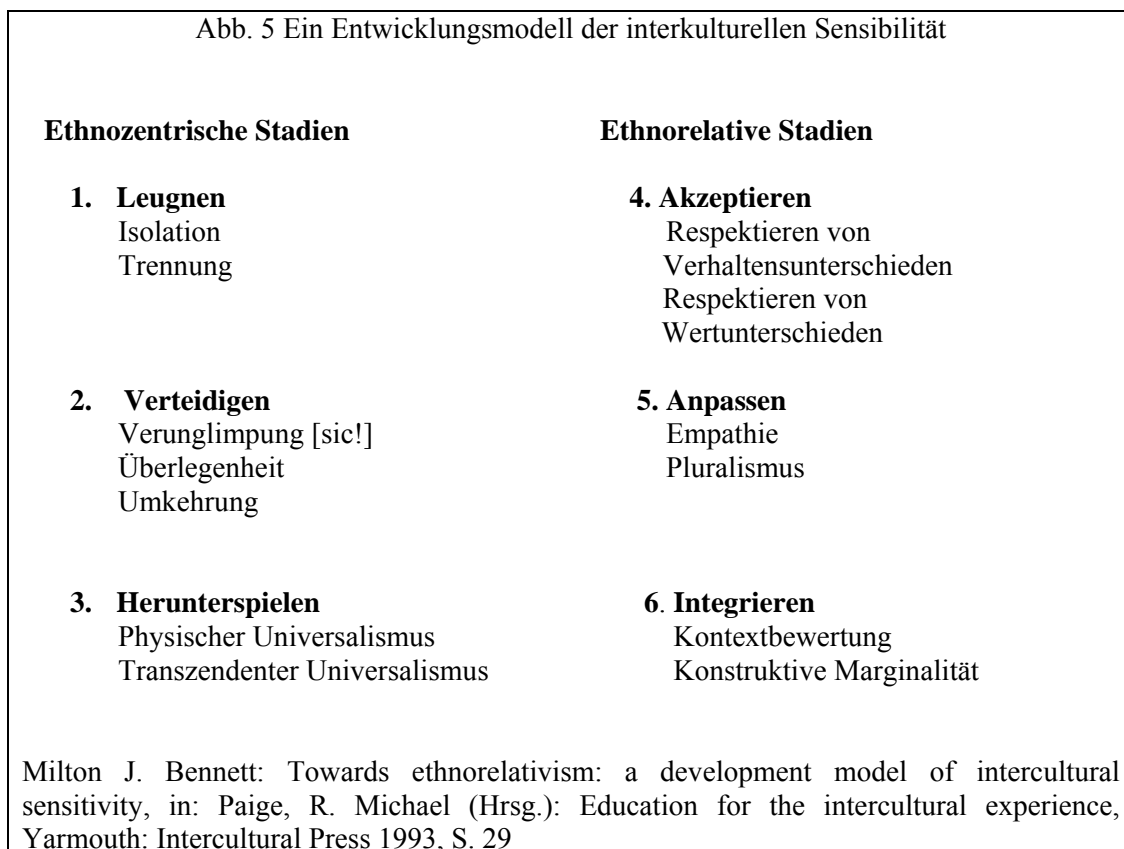 Abb. 5 Ein Entwicklungsmodell der interkulturellen Sensibilität
Ethnozentrische Stadien
1. Leugnen
Isolation
Trennung
2. Verteidigen
Verunglimpung [sic!]
Überlegenheit
Umkehrung
3. Herunterspielen
Physischer Universalismus
Transzendenter Universalismus
Ethnorelative Stadien
4. Akzeptieren
Respektieren von
Verhaltensunterschieden
Respektieren von
Wertunterschieden
5. Anpassen
Empathie
Pluralismus
6. Integrieren
Kontextbewertung
Konstruktive Marginalität
Milton J. Bennett: Towards ethnorelativism: a development model of intercultural
sensitivity, in: Paige, R. Michael (Hrsg.): Education for the intercultural experience,
Yarmouth: Intercultural Press 1993, S. 29